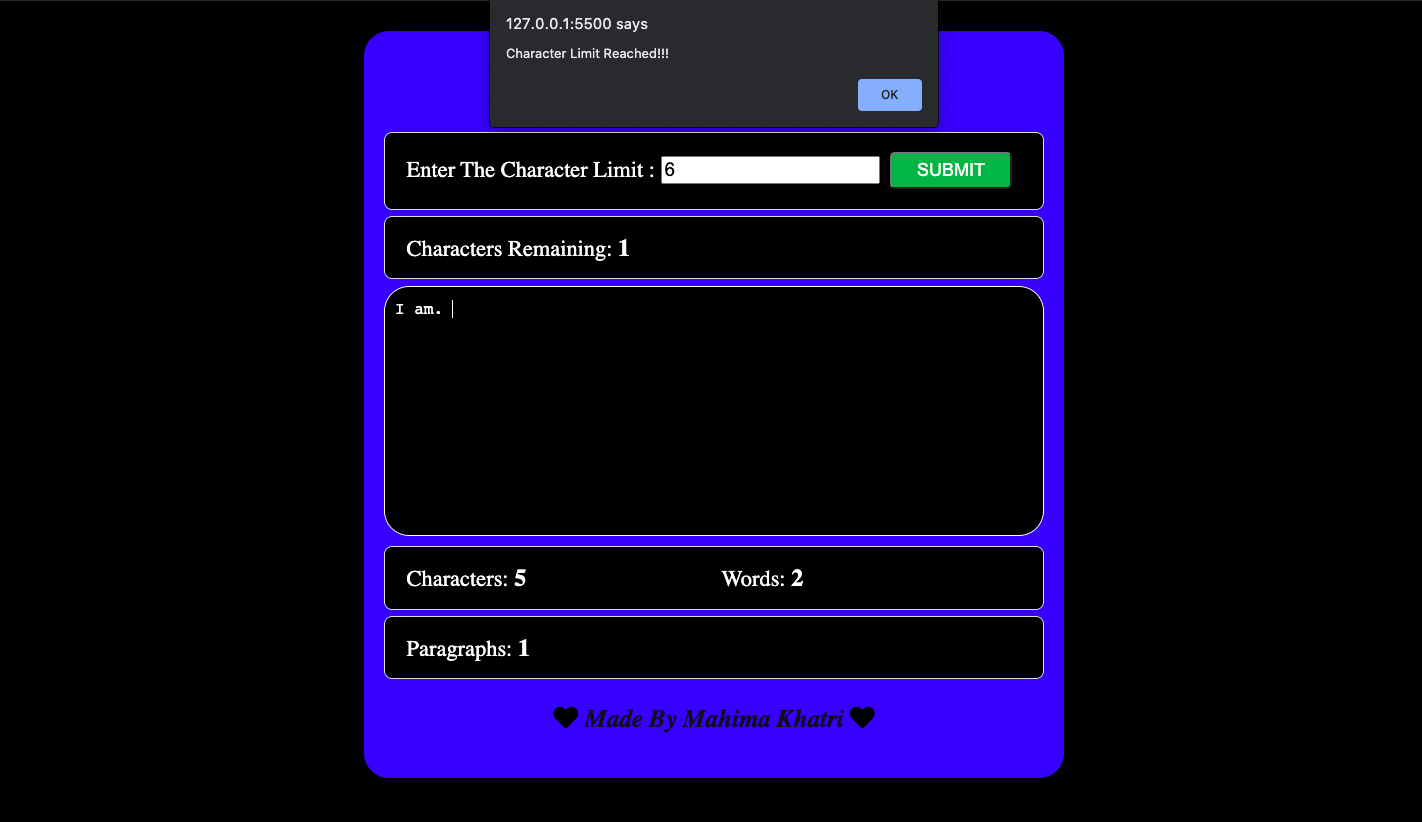 127.0.0.1:5500 says
Character Limit Reached!!!
OK
Enter The Character Limit : 6 SUBMIT
Characters Remaining: 1
I am.
Characters: 5 Words: 2
Paragraphs: 1
🖤 Made By Mahima Khatri 🖤